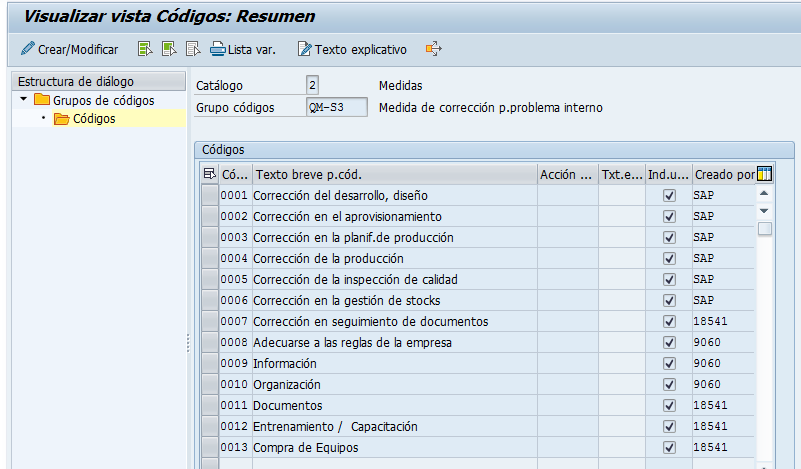 Visualizar vista Códigos: Resumen
Crear/Modificar Lista var. Texto explicativo
Estructura de diálogo
Grupos de códigos
Códigos
Catálogo 2 Medidas
Grupo códigos QM-S3 Medida de corrección p.problema interno
Códigos
Có... Texto breve p.cód. Acción ... Txt.e... Ind.u... Creado por
0001 Corrección del desarrollo, diseño SAP
0002 Corrección en el aprovisionamiento SAP
0003 Corrección en la planif.de producción SAP
0004 Corrección de la producción SAP
0005 Corrección de la inspección de calidad SAP
0006 Corrección en la gestión de stocks SAP
0007 Corrección en seguimiento de documentos 18541
0008 Adecuarse a las reglas de la empresa 9060
0009 Información 9060
0010 Organización 9060
0011 Documentos 18541
0012 Entrenamiento /  Capacitación 18541
0013 Compra de Equipos 18541